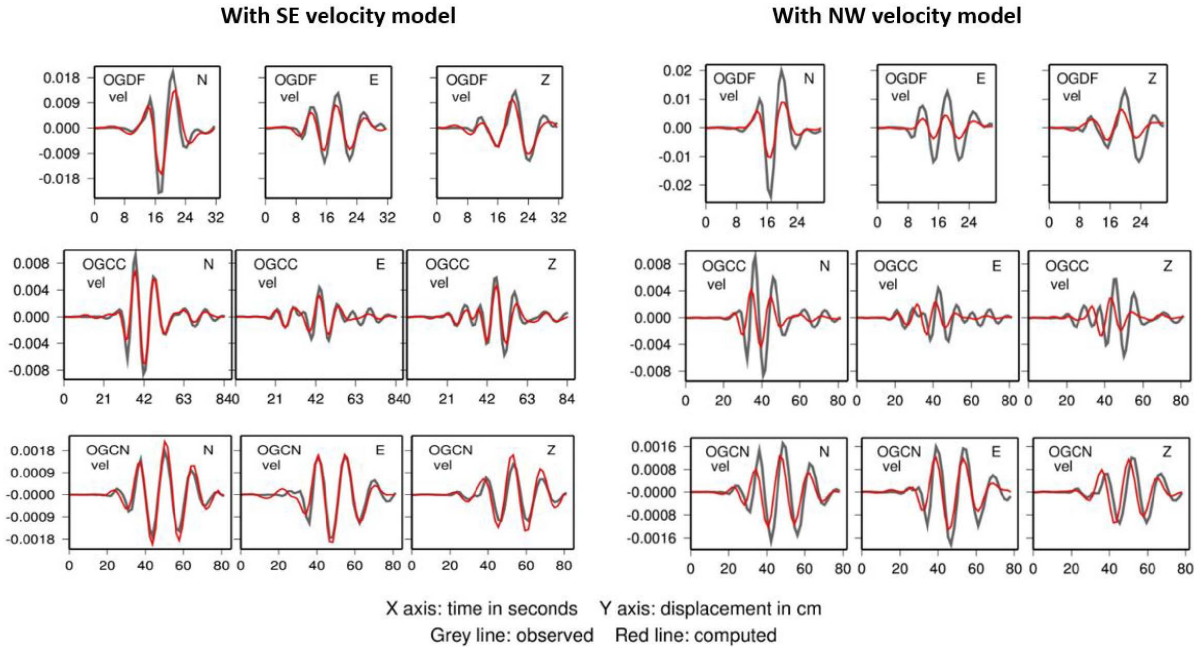 With SE velocity model
With NW velocity model
OGDF N
vel
OGDF E
vel
OGDF Z
vel
0.018
0.009
0.000
-0.009
-0.018
0 8 16 24 32
0 8 16 24 32
0 8 16 24 32
OGDF N
vel
OGDF E
vel
OGDF Z
vel
0.02
0.01
0.00
-0.01
-0.02
0 8 16 24
0 8 16 24
0 8 16 24
OGCC N
vel
OGCC E
vel
OGCC Z
vel
0.008
0.004
0.000
-0.004
-0.008
0 21 42 63 84
0 21 42 63 84
0 21 42 63 84
OGCC N
vel
OGCC E
vel
OGCC Z
vel
0.008
0.004
0.000
-0.004
-0.008
0 20 40 60 80
0 20 40 60 80
0 20 40 60 80
OGCN N
vel
OGCN E
vel
OGCN Z
vel
0.0018
0.0009
-0.0000
-0.0009
-0.0018
0 20 40 60 80
0 20 40 60 80
0 20 40 60 80
OGCN N
vel
OGCN E
vel
OGCN Z
vel
0.0016
0.0008
-0.0000
-0.0008
-0.0016
0 20 40 60 80
0 20 40 60 80
0 20 40 60 80
X axis: time in seconds Y axis: displacement in cm
Grey line: observed Red line: computed